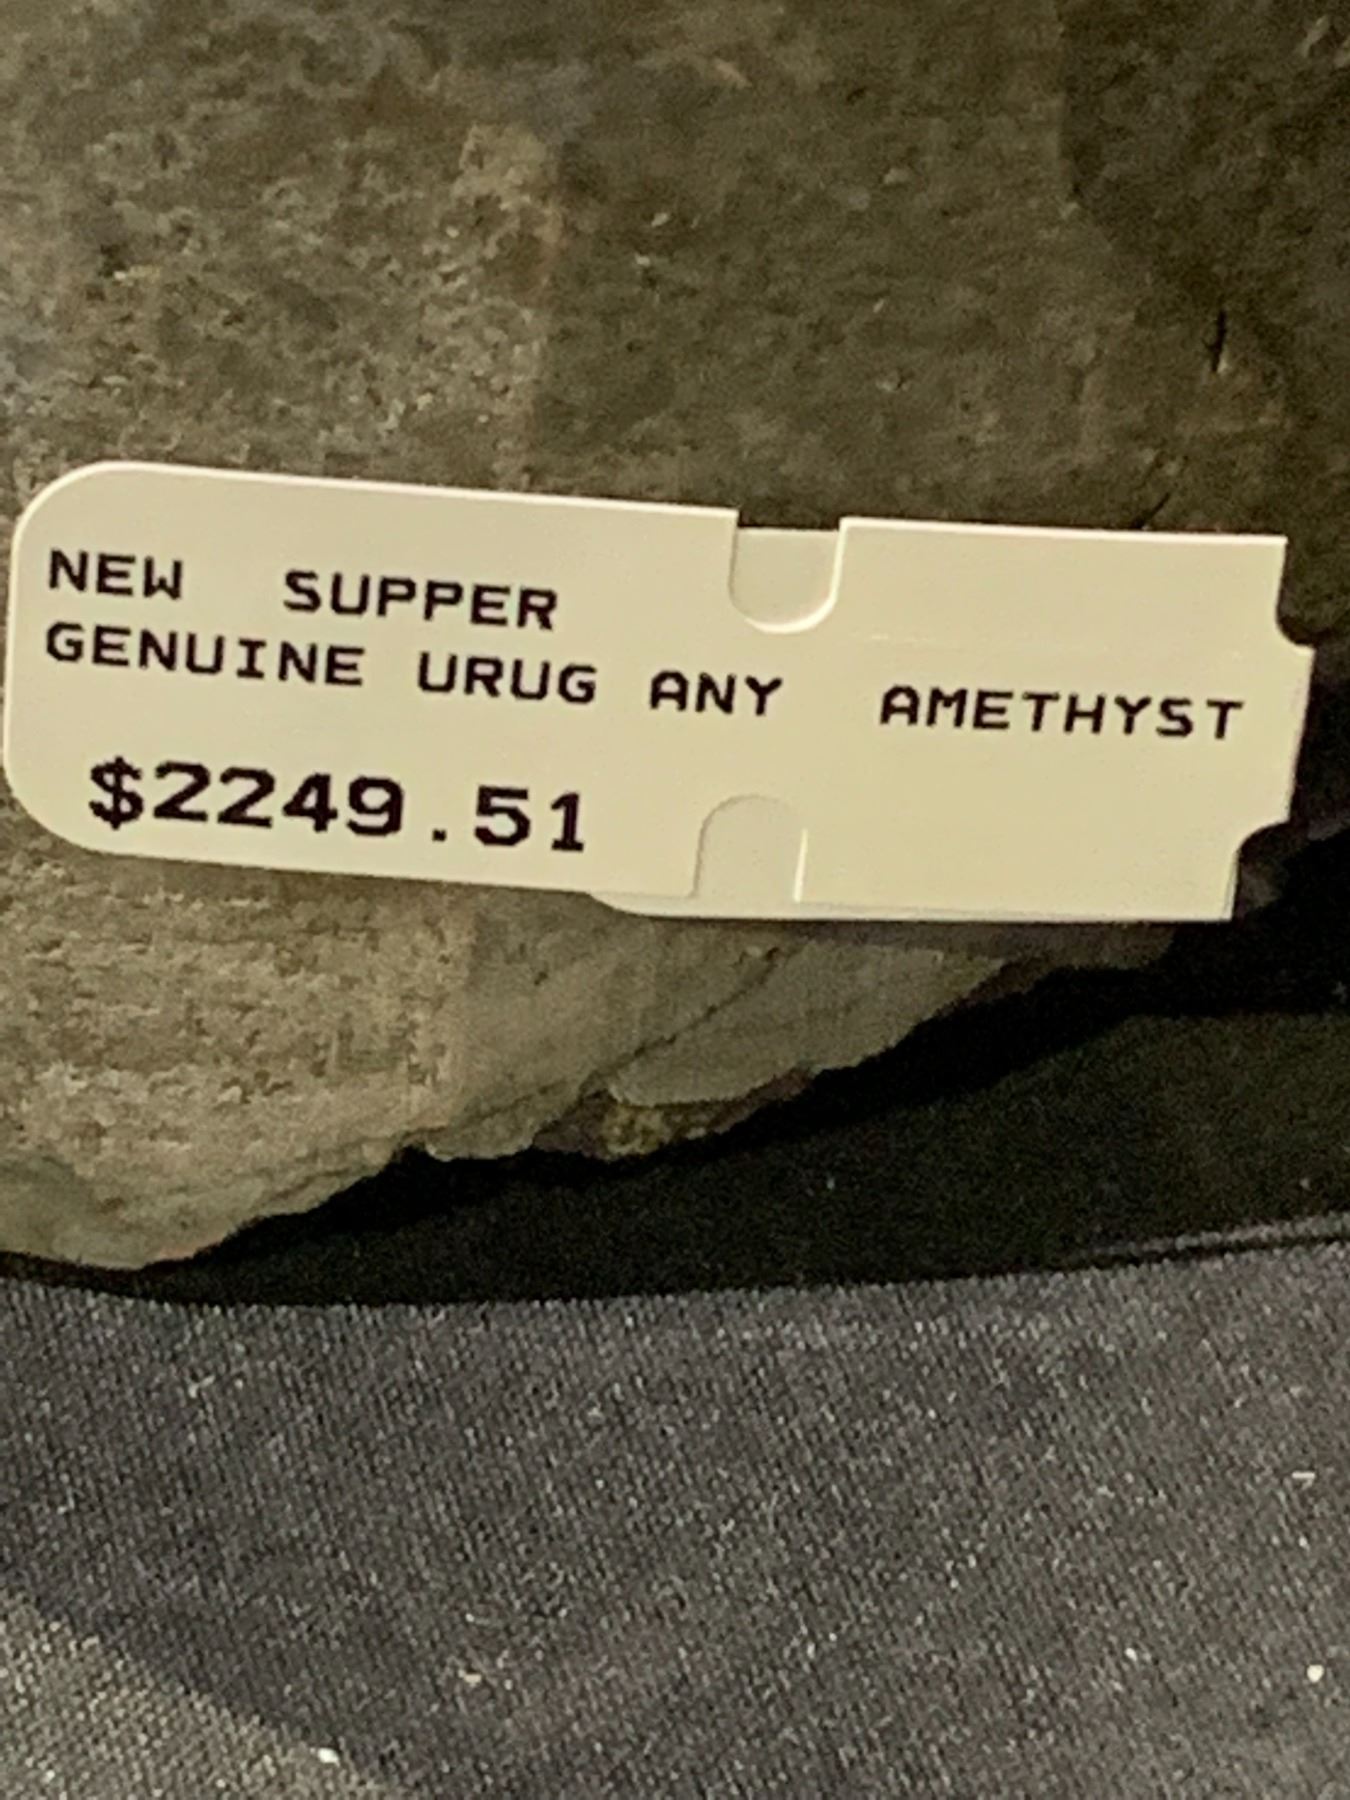 NEW SUPPER
GENUINE URUG ANY AMETHYST
$2249.51